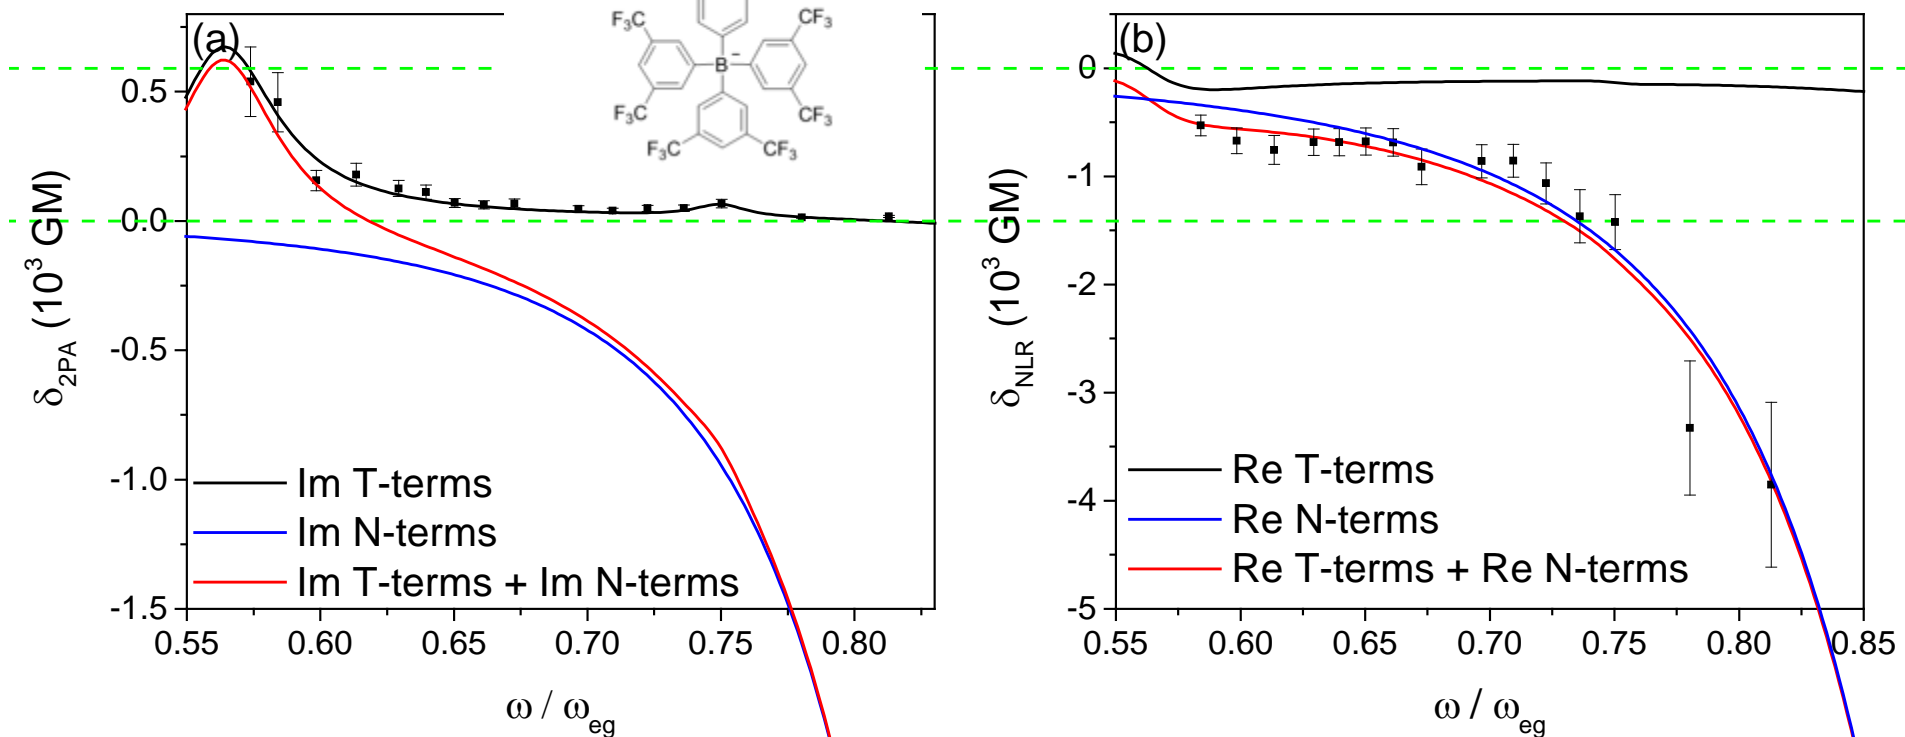 (a)
F₃C
CF₃
B⁻
F₃C
CF₃
F₃C
CF₃
0.5
0.0
-0.5
-1.0
-1.5
δ2PA (10³ GM)
Im T-terms
Im N-terms
Im T-terms + Im N-terms
0.55 0.60 0.65 0.70 0.75 0.80
ω / ωeg
(b)
0
-1
-2
-3
-4
-5
δNLR (10³ GM)
Re T-terms
Re N-terms
Re T-terms + Re N-terms
0.55 0.60 0.65 0.70 0.75 0.80 0.85
ω / ωeg